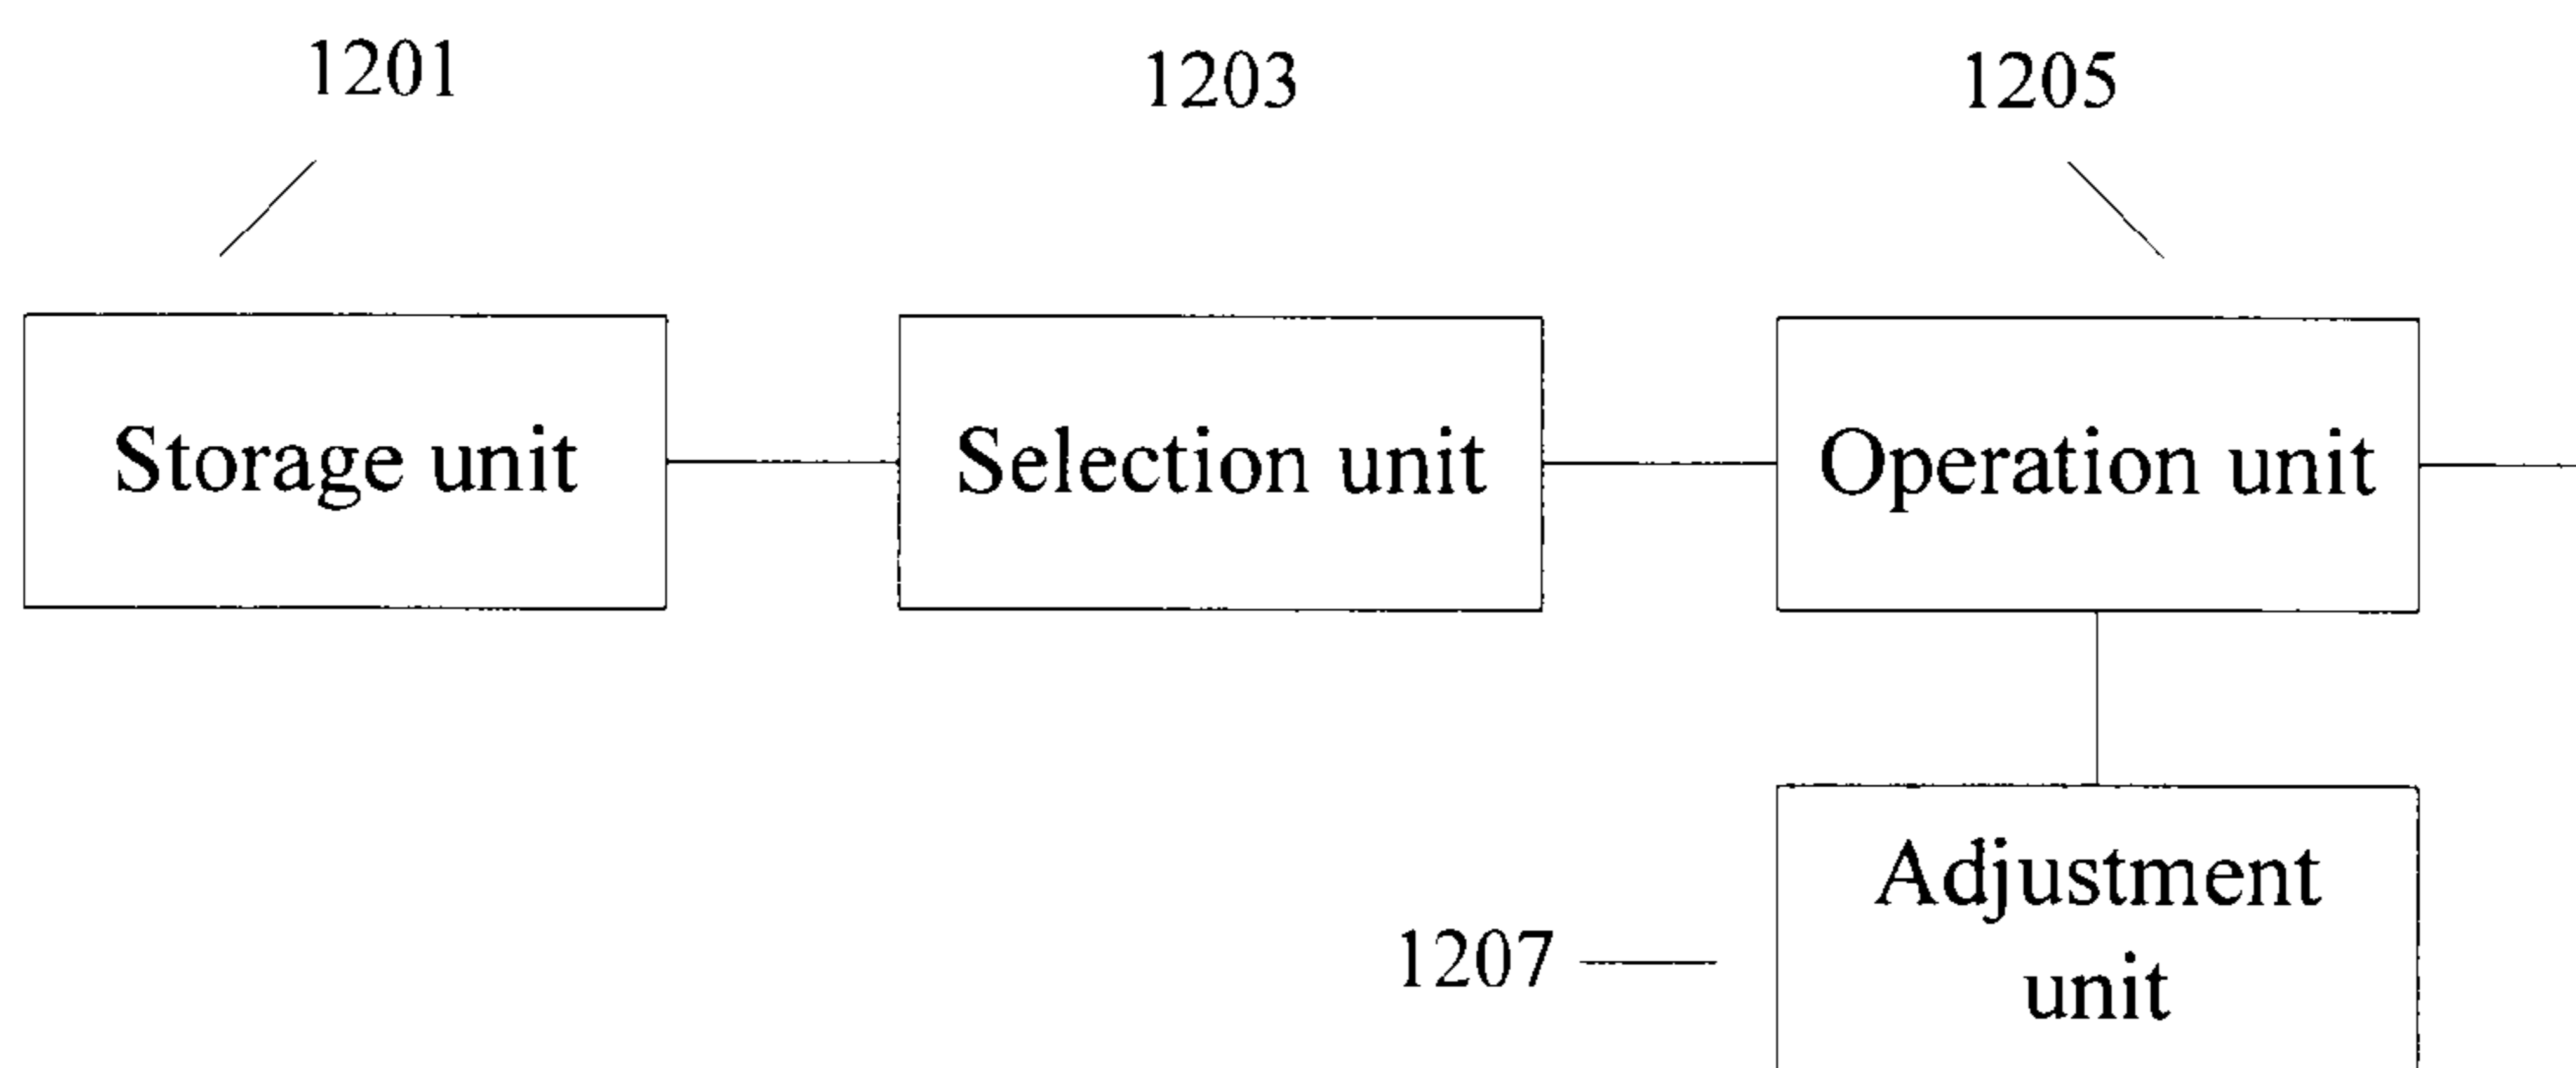 1201
1203
1205
Storage unit
Selection unit
Operation unit
Adjustment
unit
1207